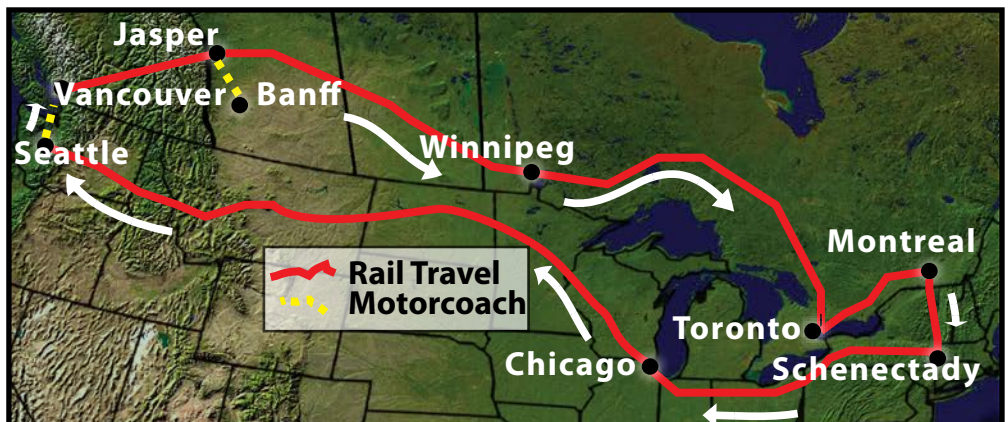 Jasper
Vancouver
Banff
Seattle
Winnipeg
Montreal
Rail Travel
Motorcoach
Toronto
Chicago
Schenectady